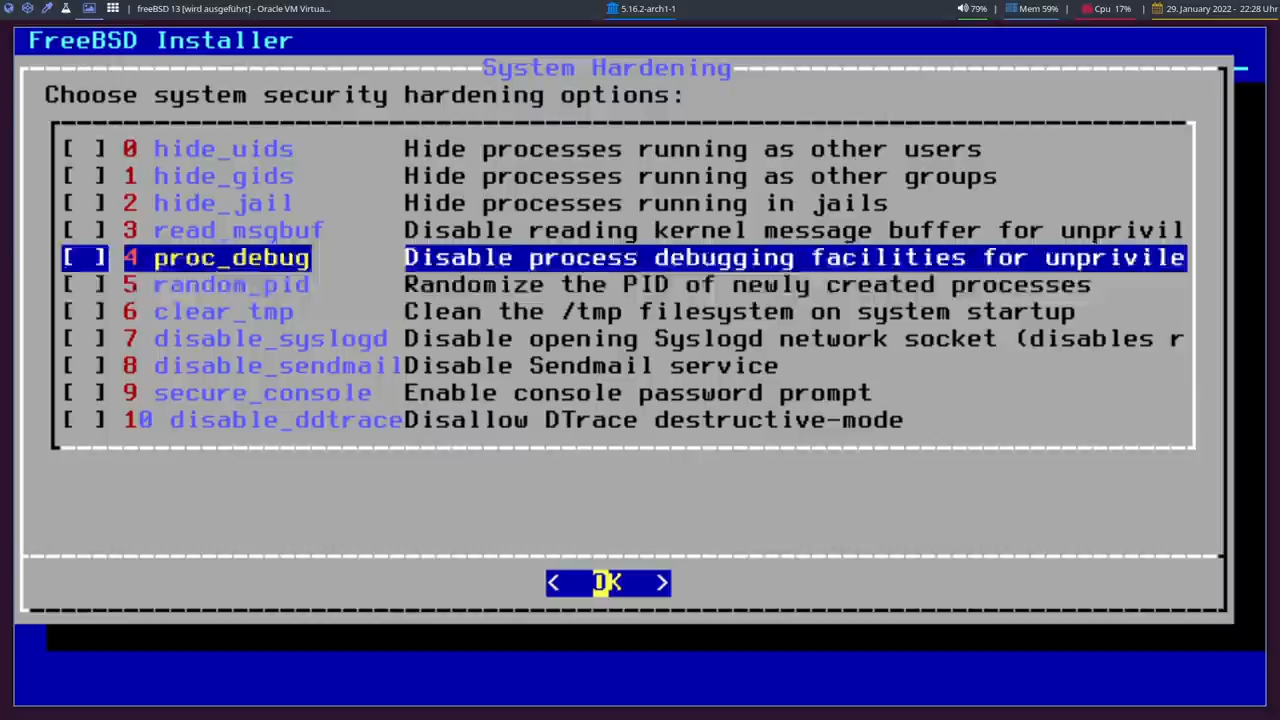 freeBSD 13 [wird ausgeführt] - Oracle VM Virtua... 5.16.2-arch1-1 79% | Mem 59% | Cpu 17% | 29. January 2022 - 22:28 Uhr
FreeBSD Installer
System Hardening
Choose system security hardening options:
[ ] 0 hide_uids Hide processes running as other users
[ ] 1 hide_gids Hide processes running as other groups
[ ] 2 hide_jail Hide processes running in jails
[ ] 3 read_msgbuf Disable reading kernel message buffer for unprivil
[ ] 4 proc_debug Disable process debugging facilities for unprivile
[ ] 5 random_pid Randomize the PID of newly created processes
[ ] 6 clear_tmp Clean the /tmp filesystem on system startup
[ ] 7 disable_syslogd Disable opening Syslogd network socket (disables r
[ ] 8 disable_sendmail Disable Sendmail service
[ ] 9 secure_console Enable console password prompt
[ ] 10 disable_ddtrace Disallow DTrace destructive-mode
< OK >